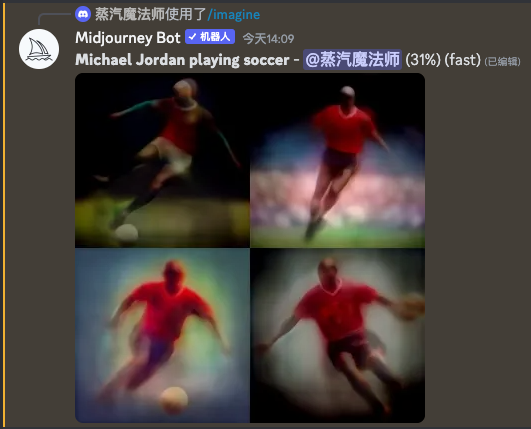 蒸汽魔法师使用了/imagine
Midjourney Bot ✓ 机器人 今天14:09
Michael Jordan playing soccer - @蒸汽魔法师 (31%) (fast) (已编辑)